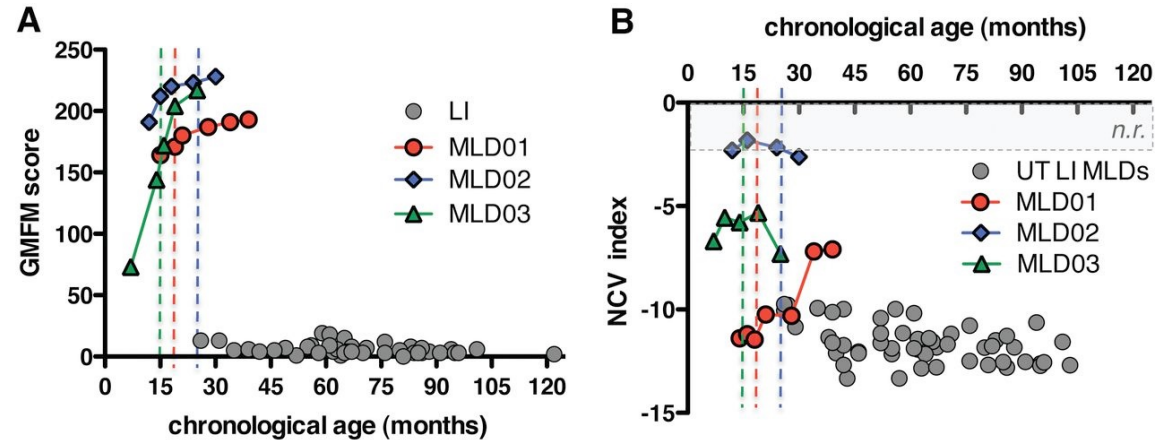 A
250
200
150
100
50
0
GMFM score
0 15 30 45 60 75 90 105 120
chronological age (months)
LI
MLD01
MLD02
MLD03
B
chronological age (months)
0 15 30 45 60 75 90 105 120
0
-5
-10
-15
NCV index
n.r.
UT LI MLDs
MLD01
MLD02
MLD03